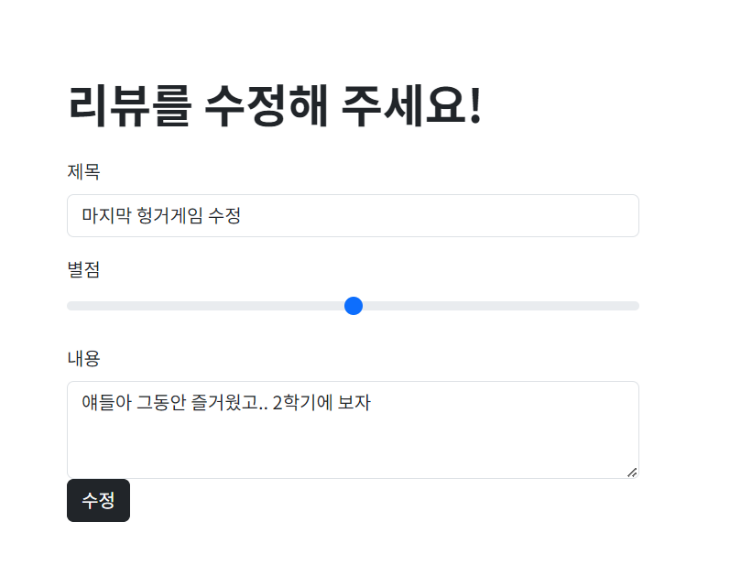 리뷰를 수정해 주세요!
제목
마지막 헝거게임 수정
별점
내용
얘들아 그동안 즐거웠고.. 2학기에 보자
수정